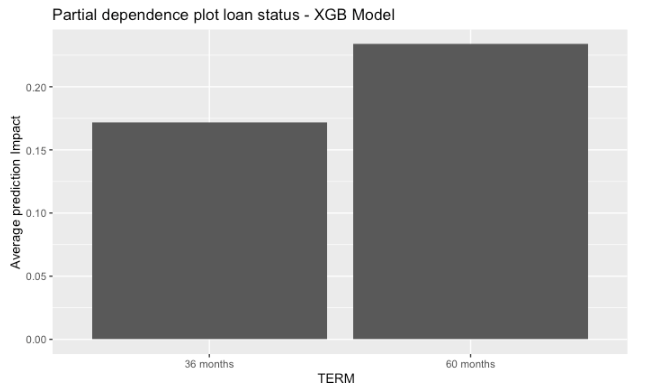 Partial dependence plot loan status - XGB Model
Average prediction Impact
0.20
0.15
0.10
0.05
0.00
36 months
60 months
TERM